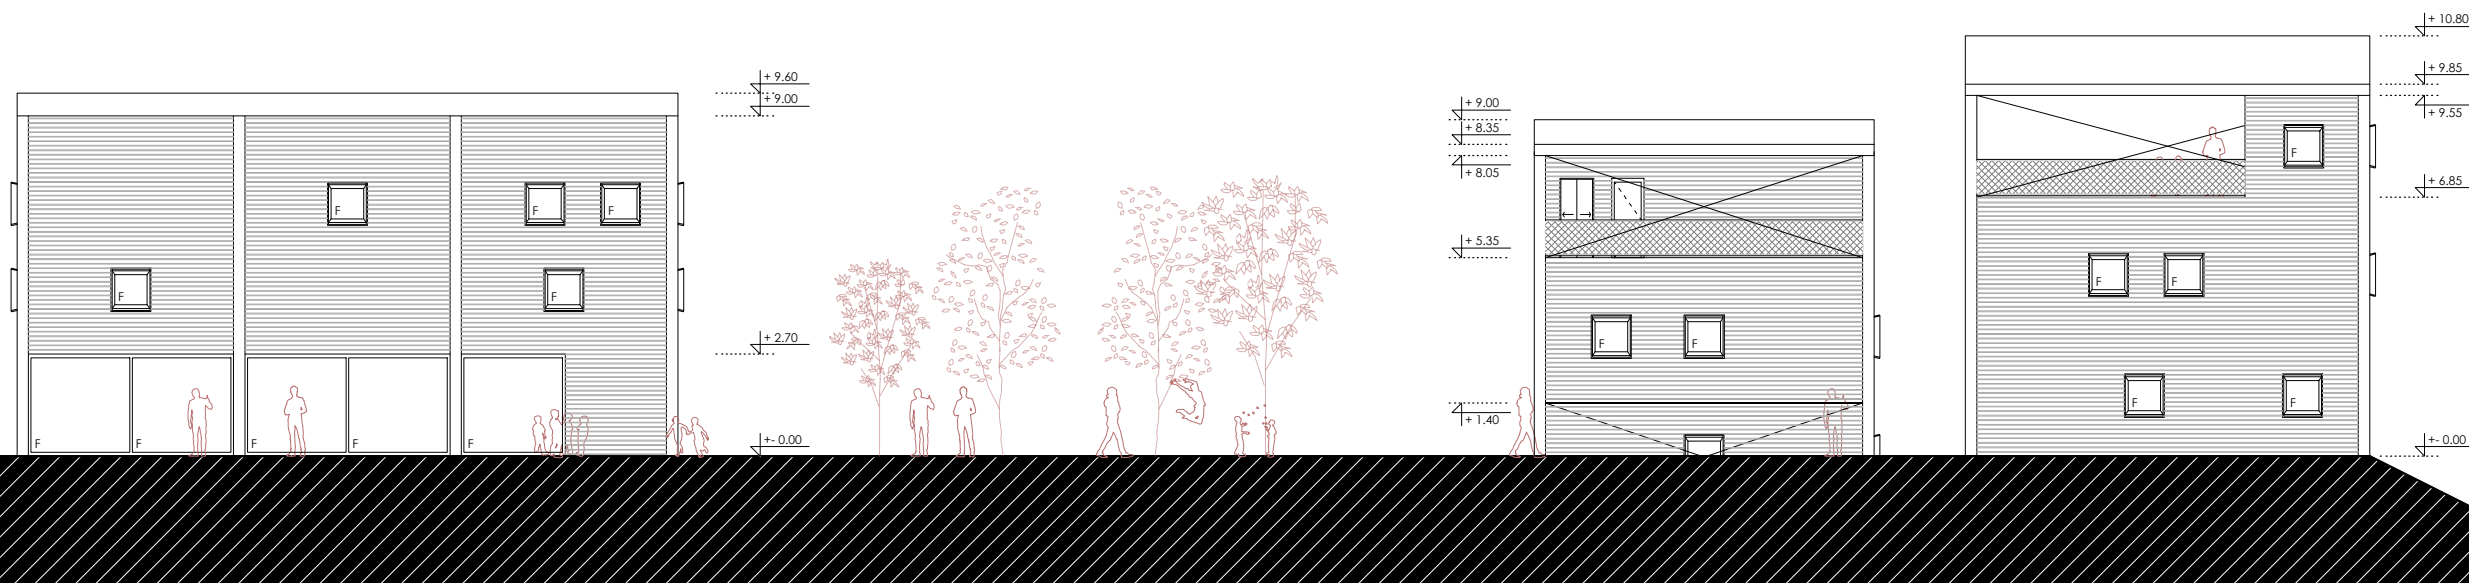 + 9.60
+ 9.00
F
F
F
F
F
+ 2.70
F
F
F
F
F
+- 0.00
+ 9.00
+ 8.35
+ 8.05
+ 5.35
F
F
+ 1.40
+ 10.80
+ 9.85
+ 9.55
F
+ 6.85
F
F
F
F
+- 0.00